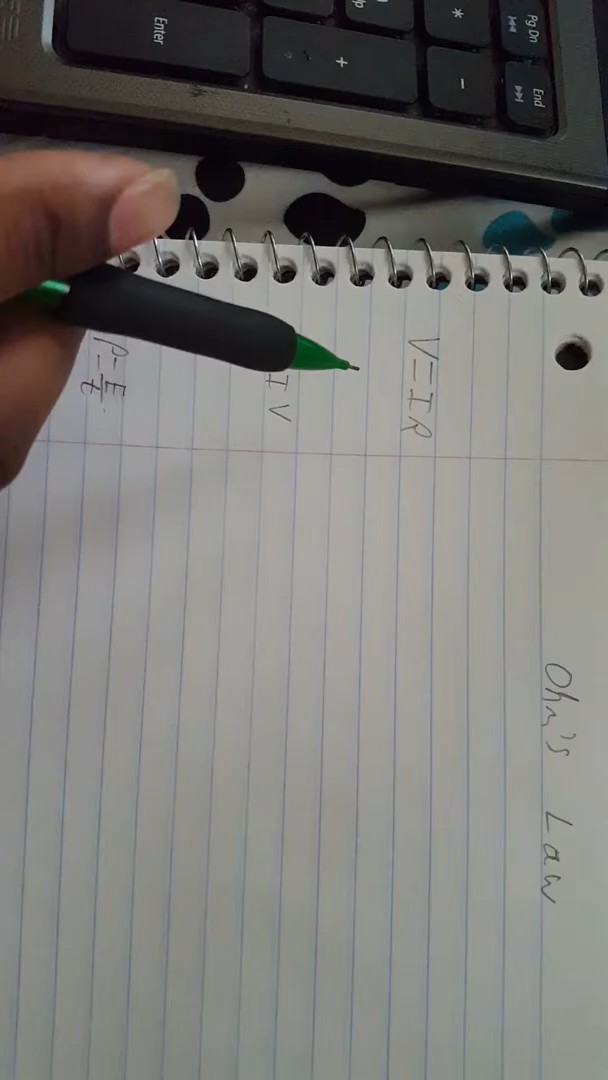 Ohm's Law
V=IR
IV
P=E/t
Enter
+
*
-
Pg Dn
End